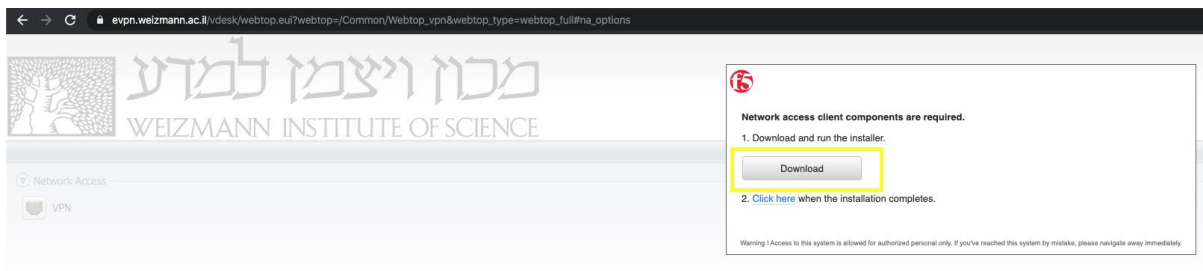 evpn.weizmann.ac.il/vdesk/webtop.eui?webtop=/Common/Webtop_vpn&webtop_type=webtop_full#na_options
מכון ויצמן למדע
WEIZMANN INSTITUTE OF SCIENCE
Network Access
VPN
f5
Network access client components are required.
1. Download and run the installer.
Download
2. Click here when the installation completes.
Warning ! Access to this system is allowed for authorized personal only. If you've reached this system by mistake, please navigate away immediately.